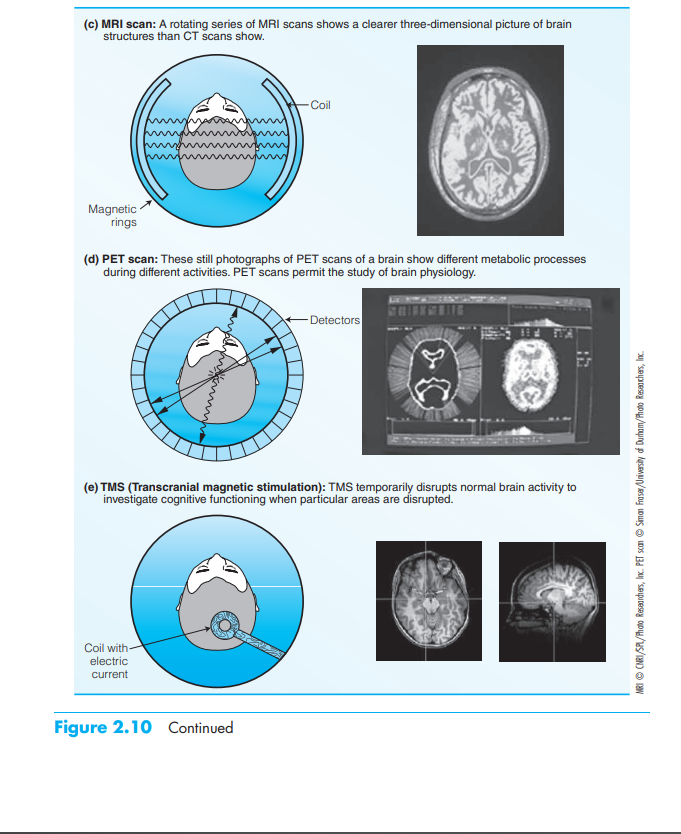 (c) MRI scan: A rotating series of MRI scans shows a clearer three-dimensional picture of brain
structures than CT scans show.
Coil
Magnetic
rings
(d) PET scan: These still photographs of PET scans of a brain show different metabolic processes
during different activities. PET scans permit the study of brain physiology.
Detectors
(e) TMS (Transcranial magnetic stimulation): TMS temporarily disrupts normal brain activity to
investigate cognitive functioning when particular areas are disrupted.
Coil with
electric
current
MRI © CNRI/SPL/Photo Researchers, Inc. PET scan © Simon Fraser/University of Durham/Photo Researchers, Inc.
Figure 2.10 Continued